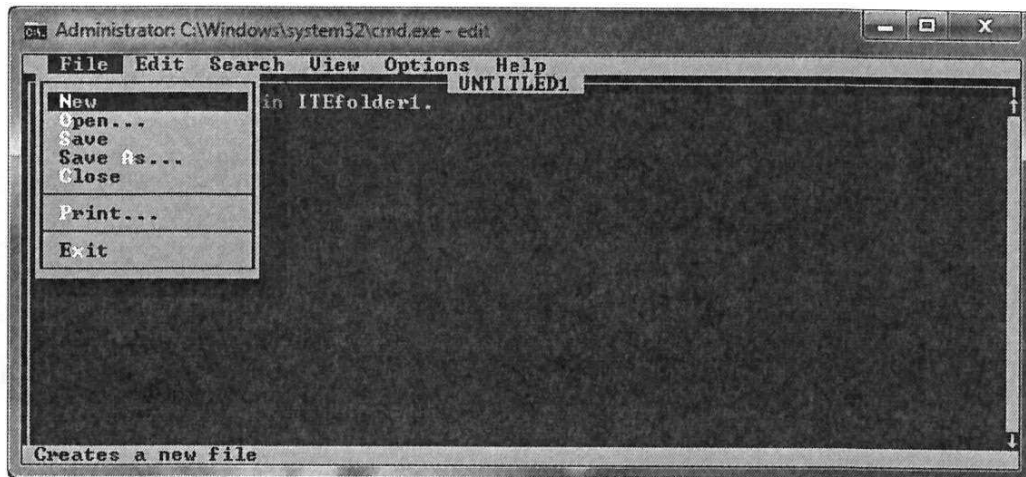 Administrator: C:\Windows\system32\cmd.exe - edit
File Edit Search View Options Help
UNTITLED1
in ITEfolder1.
New
Open...
Save
Save As...
Close
Print...
Exit
Creates a new file